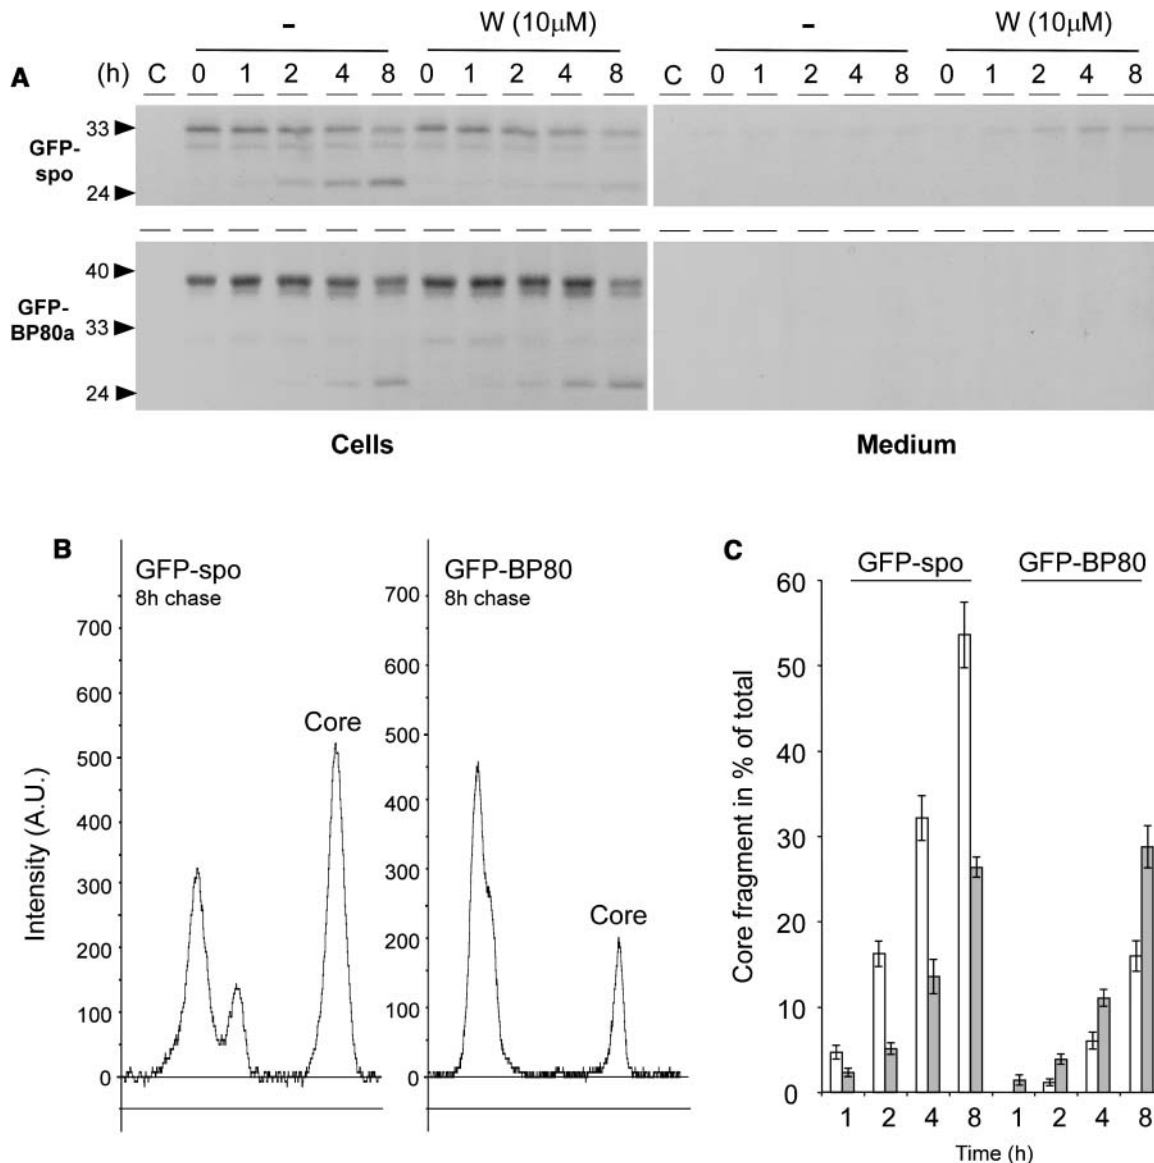 – W (10µM) – W (10µM)
A (h) C 0 1 2 4 8 0 1 2 4 8 C 0 1 2 4 8 0 1 2 4 8
33
GFP-
spo
24
40
GFP-
BP80a
33
24
Cells Medium
B
GFP-spo
8h chase
Core
700
600
500
400
300
200
100
0
Intensity (A.U.)
GFP-BP80
8h chase
Core
700
600
500
400
300
200
100
0
C
GFP-spo GFP-BP80
60
50
40
30
20
10
0
Core fragment in % of total
1 2 4 8 1 2 4 8
Time (h)